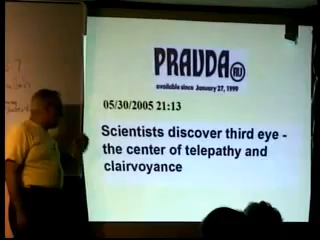 PRAVDA RU
available since January 27, 1999
05/30/2005 21:13
Scientists discover third eye -
the center of telepathy and
clairvoyance